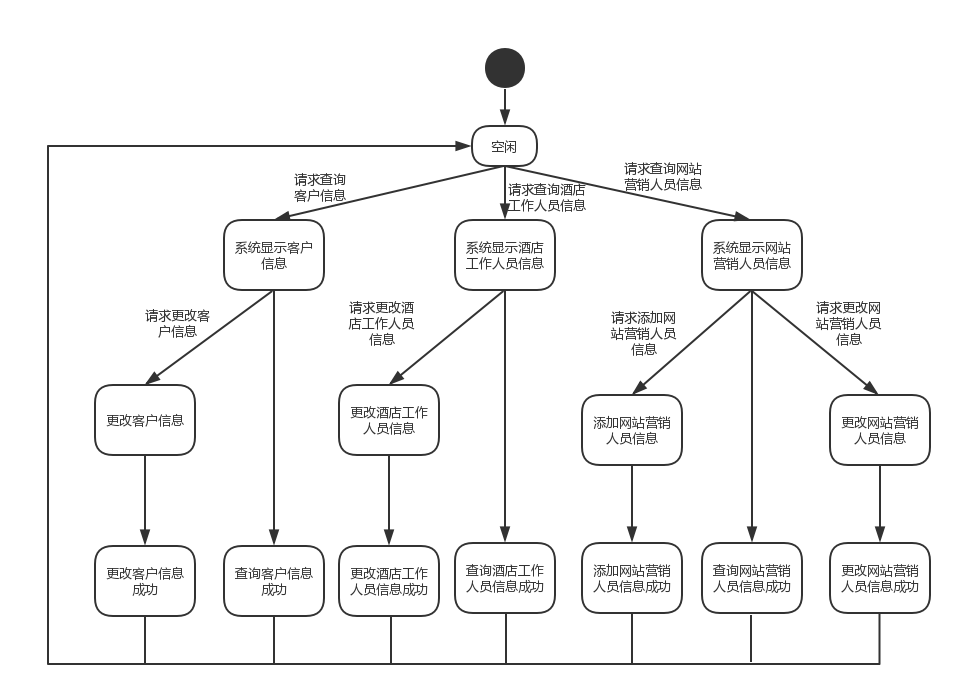 空闲
请求查询
客户信息
请求查询酒店
工作人员信息
请求查询网站
营销人员信息
系统显示客户
信息
系统显示酒店
工作人员信息
系统显示网站
营销人员信息
请求更改客
户信息
请求更改酒
店工作人员
信息
请求添加网
站营销人员
信息
请求更改网
站营销人员
信息
更改客户信息
更改酒店工作
人员信息
添加网站营销
人员信息
更改网站营销
人员信息
更改客户信息
成功
查询客户信息
成功
更改酒店工作
人员信息成功
查询酒店工作
人员信息成功
添加网站营销
人员信息成功
查询网站营销
人员信息成功
更改网站营销
人员信息成功